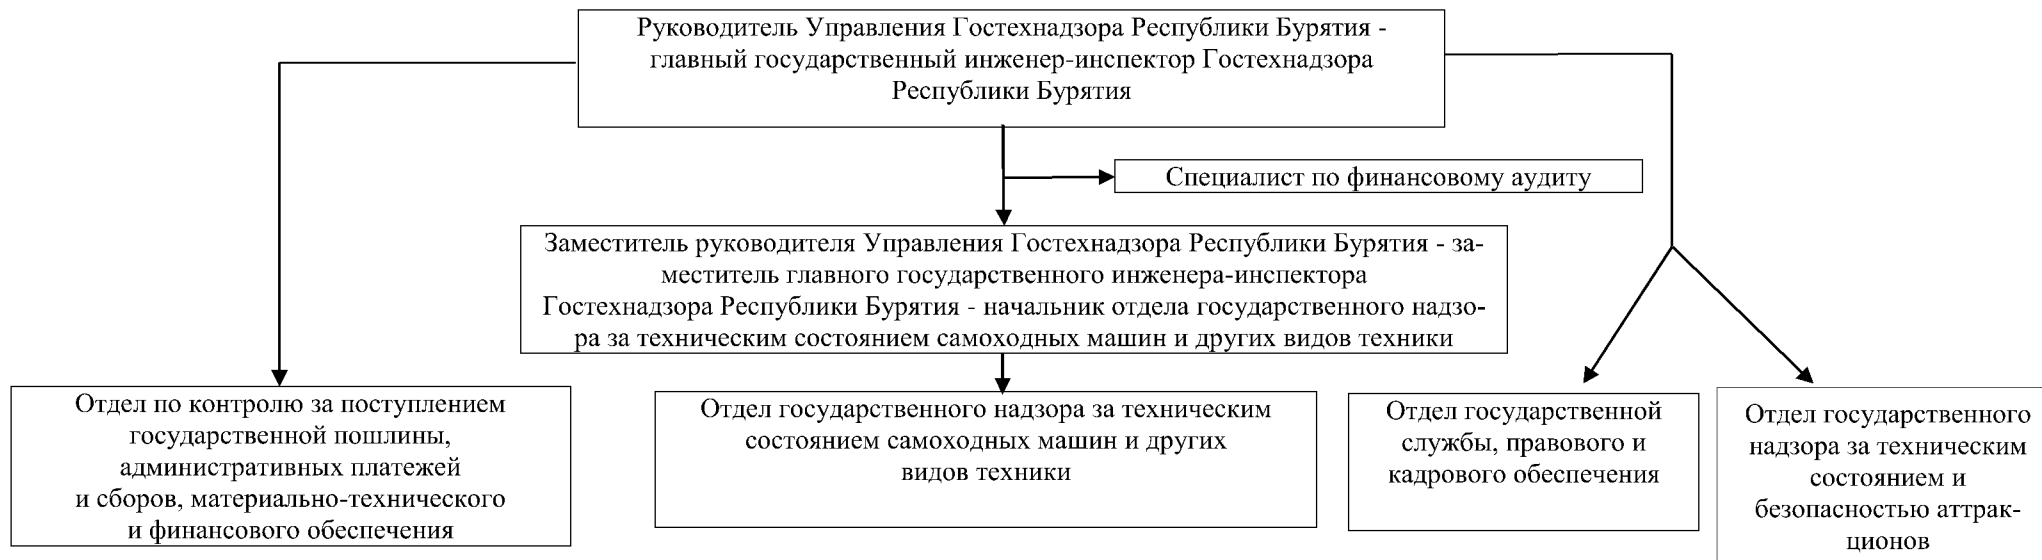 Руководитель Управления Гостехнадзора Республики Бурятия -
главный государственный инженер-инспектор Гостехнадзора
Республики Бурятия
Специалист по финансовому аудиту
Заместитель руководителя Управления Гостехнадзора Республики Бурятия - за-
меститель главного государственного инженера-инспектора
Гостехнадзора Республики Бурятия - начальник отдела государственного надзо-
ра за техническим состоянием самоходных машин и других видов техники
Отдел по контролю за поступлением
государственной пошлины,
административных платежей
и сборов, материально-технического
и финансового обеспечения
Отдел государственного надзора за техническим
состоянием самоходных машин и других
видов техники
Отдел государственной
службы, правового и
кадрового обеспечения
Отдел государственного
надзора за техническим
состоянием и
безопасностью аттрак-
ционов